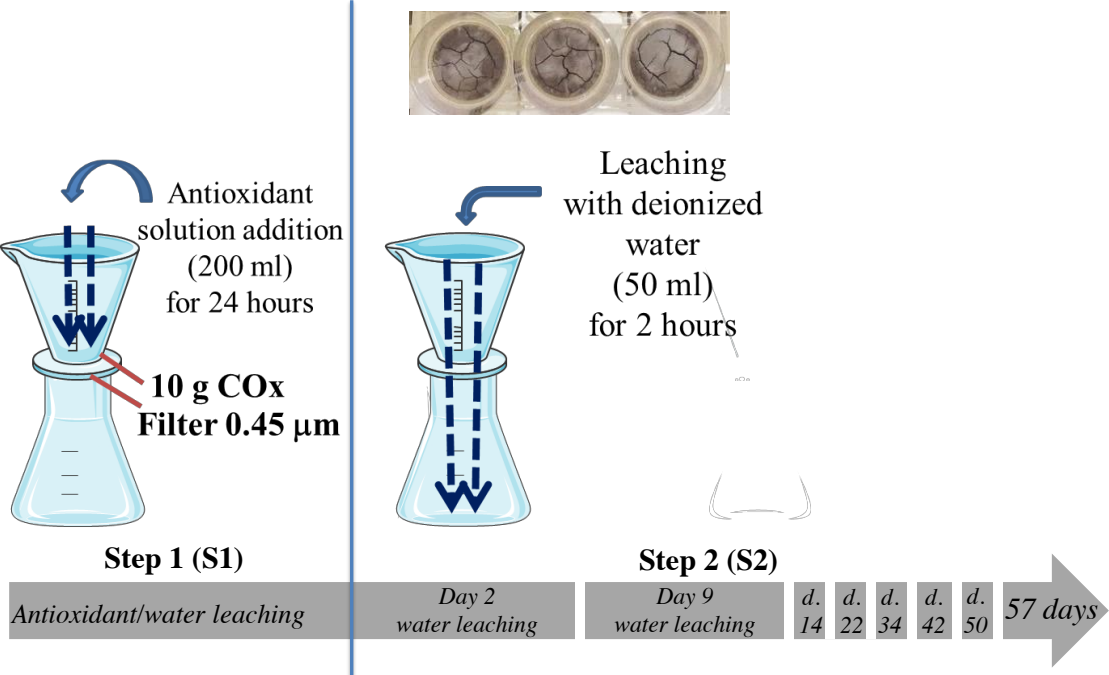 Antioxidant
solution addition
(200 ml)
for 24 hours
10 g COx
Filter 0.45 μm
Step 1 (S1)
Antioxidant/water leaching
Leaching
with deionized
water
(50 ml)
for 2 hours
Step 2 (S2)
Day 2
water leaching
Day 9
water leaching
d.
14
d.
22
d.
34
d.
42
d.
50
57 days